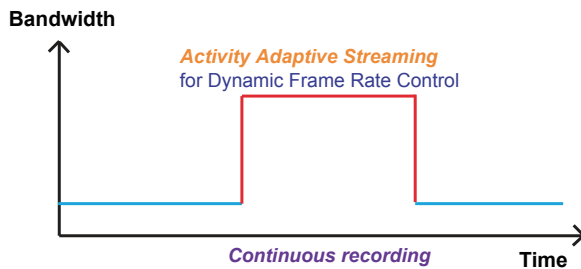 Bandwidth
Activity Adaptive Streaming
for Dynamic Frame Rate Control
Continuous recording
Time